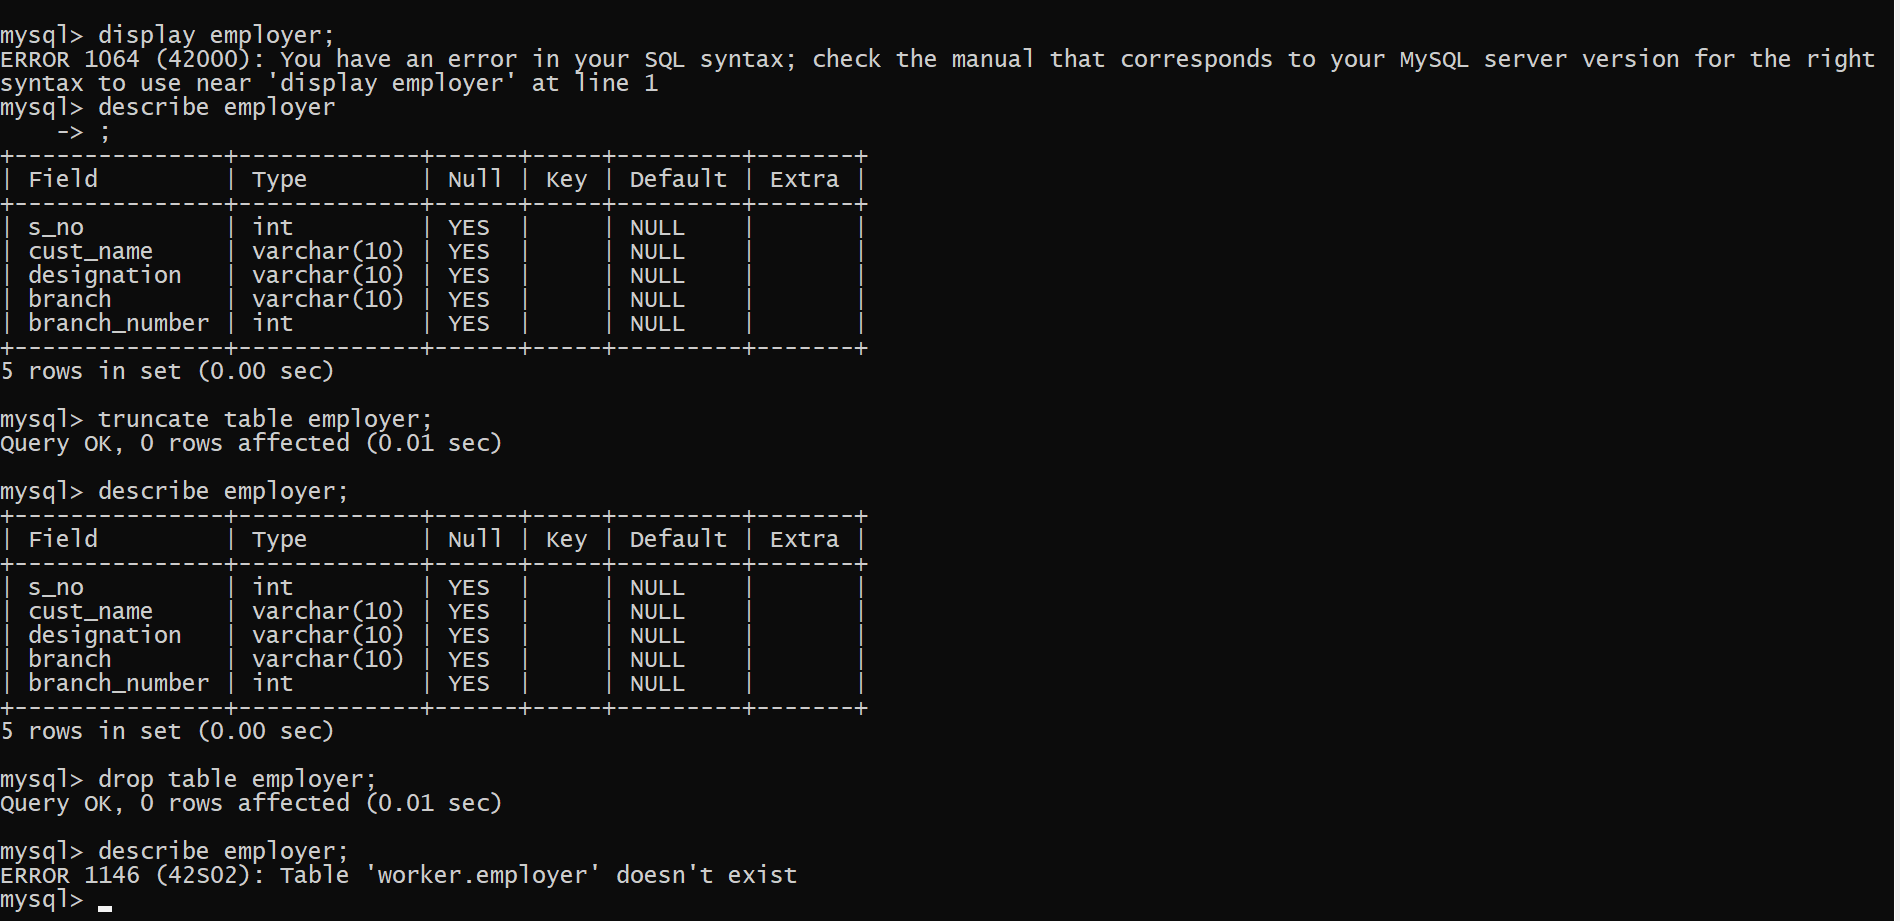 mysql> display employer;
ERROR 1064 (42000): You have an error in your SQL syntax; check the manual that corresponds to your MySQL server version for the right
syntax to use near 'display employer' at line 1
mysql> describe employer
    -> ;
+---------------+-------------+------+-----+---------+-------+
| Field         | Type        | Null | Key | Default | Extra |
+---------------+-------------+------+-----+---------+-------+
| s_no          | int         | YES  |     | NULL    |       |
| cust_name     | varchar(10) | YES  |     | NULL    |       |
| designation   | varchar(10) | YES  |     | NULL    |       |
| branch        | varchar(10) | YES  |     | NULL    |       |
| branch_number | int         | YES  |     | NULL    |       |
+---------------+-------------+------+-----+---------+-------+
5 rows in set (0.00 sec)

mysql> truncate table employer;
Query OK, 0 rows affected (0.01 sec)

mysql> describe employer;
+---------------+-------------+------+-----+---------+-------+
| Field         | Type        | Null | Key | Default | Extra |
+---------------+-------------+------+-----+---------+-------+
| s_no          | int         | YES  |     | NULL    |       |
| cust_name     | varchar(10) | YES  |     | NULL    |       |
| designation   | varchar(10) | YES  |     | NULL    |       |
| branch        | varchar(10) | YES  |     | NULL    |       |
| branch_number | int         | YES  |     | NULL    |       |
+---------------+-------------+------+-----+---------+-------+
5 rows in set (0.00 sec)

mysql> drop table employer;
Query OK, 0 rows affected (0.01 sec)

mysql> describe employer;
ERROR 1146 (42S02): Table 'worker.employer' doesn't exist
mysql>